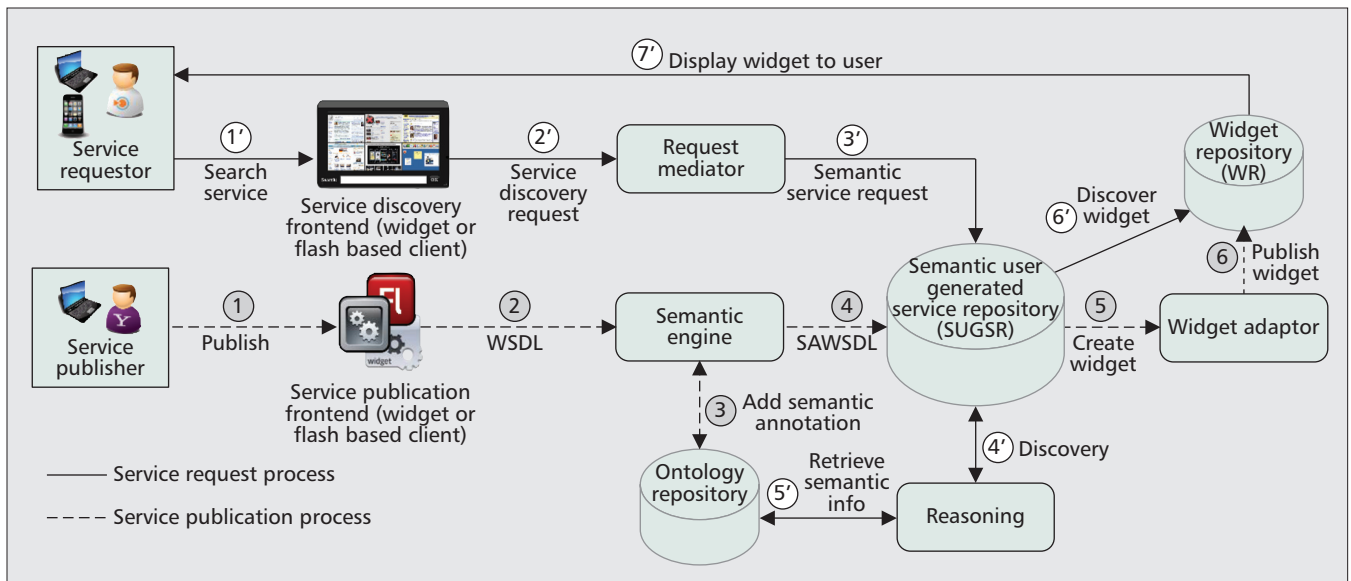 7'
Display widget to user
Service
requestor
1'
Search
service
Service discovery
frontend (widget or
flash based client)
2'
Service
discovery
request
Request
mediator
3'
Semantic
service request
Widget
repository
(WR)
Discover
widget
6'
Service
publisher
1
Publish
Fl
widget
Service publication
frontend (widget or
flash based client)
2
WSDL
Semantic
engine
4
SAWSDL
Semantic user
generated
service repository
(SUGSR)
5
Create
widget
6
Publish
widget
Widget adaptor
3
Add semantic
annotation
4'
Discovery
Ontology
repository
5'
Retrieve
semantic
info
Reasoning
Service request process
Service publication process